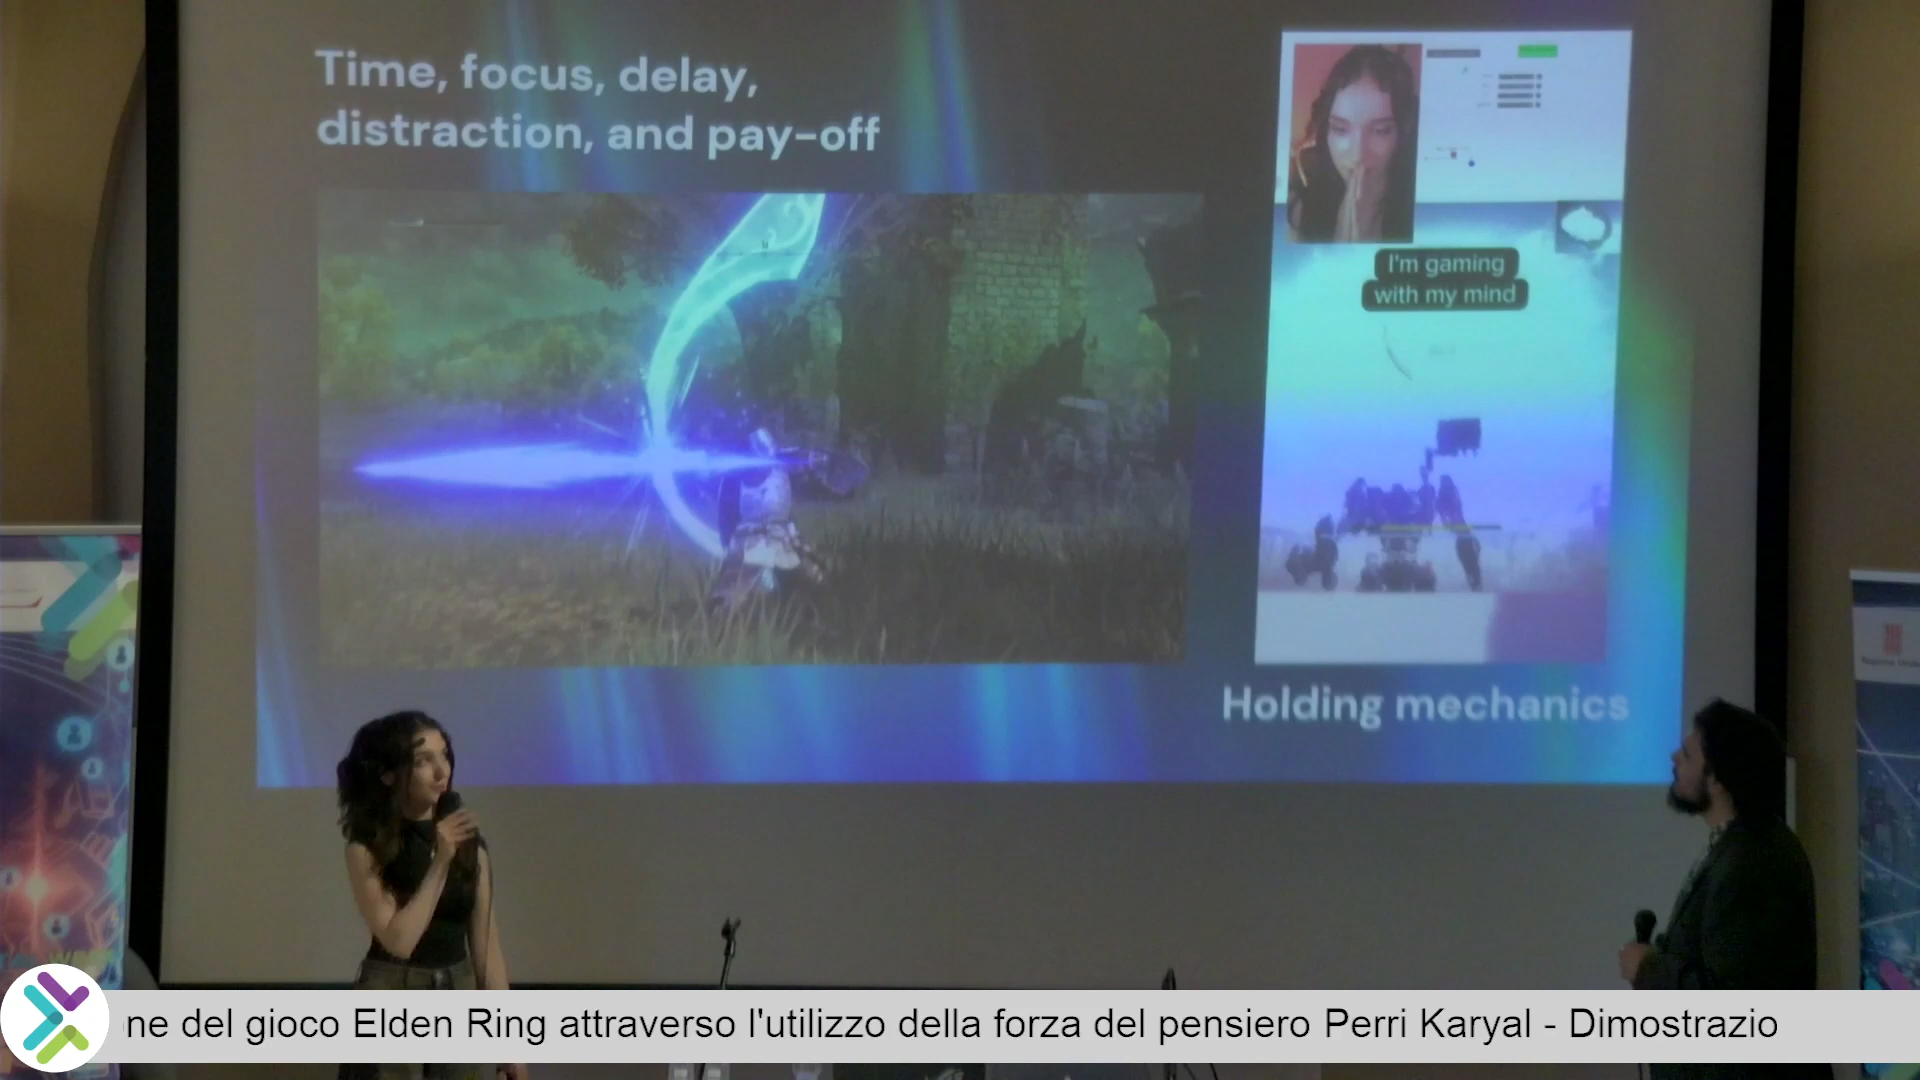 Time, focus, delay,
distraction, and pay-off
I'm gaming
with my mind
Holding mechanics
ne del gioco Elden Ring attraverso l'utilizzo della forza del pensiero Perri Karyal - Dimostrazio